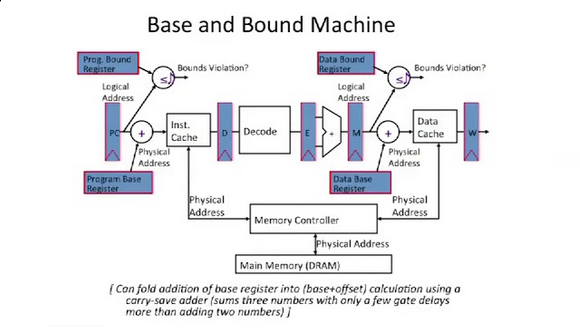 Base and Bound Machine
Prog. Bound
Register
Bounds Violation?
Data Bound
Register
Bounds Violation?
≤
≤
Logical
Address
Logical
Address
PC
+
Inst.
Cache
D
Decode
E
+
M
+
Data
Cache
W
Physical
Address
Physical
Address
Program Base
Register
Data Base
Register
Physical
Address
Physical
Address
Memory Controller
Physical Address
Main Memory (DRAM)
[ Can fold addition of base register into (base+offset) calculation using a
carry-save adder (sums three numbers with only a few gate delays
more than adding two numbers) ]